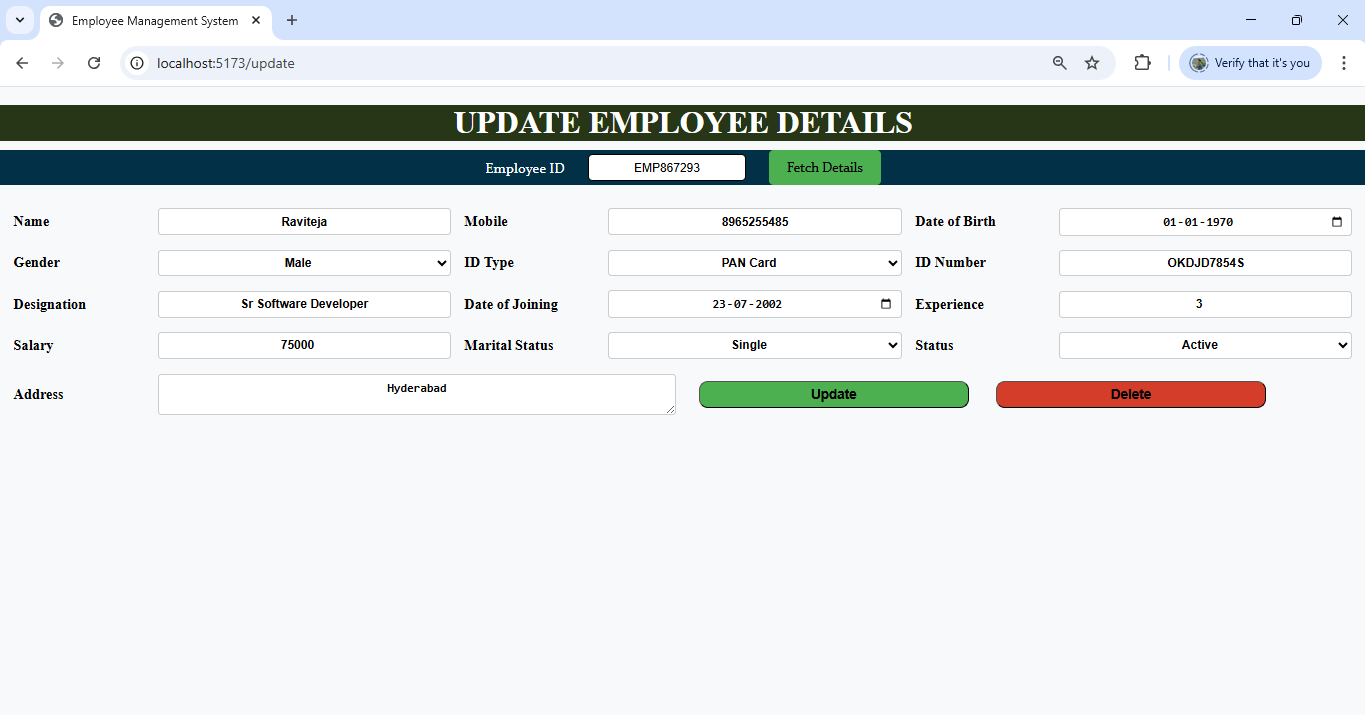 Employee Management System
localhost:5173/update
Verify that it's you
UPDATE EMPLOYEE DETAILS
Employee ID EMP867293 Fetch Details
Name Raviteja Mobile 8965255485 Date of Birth 01-01-1970
Gender Male ID Type PAN Card ID Number OKDJD7854S
Designation Sr Software Developer Date of Joining 23-07-2002 Experience 3
Salary 75000 Marital Status Single Status Active
Address Hyderabad Update Delete